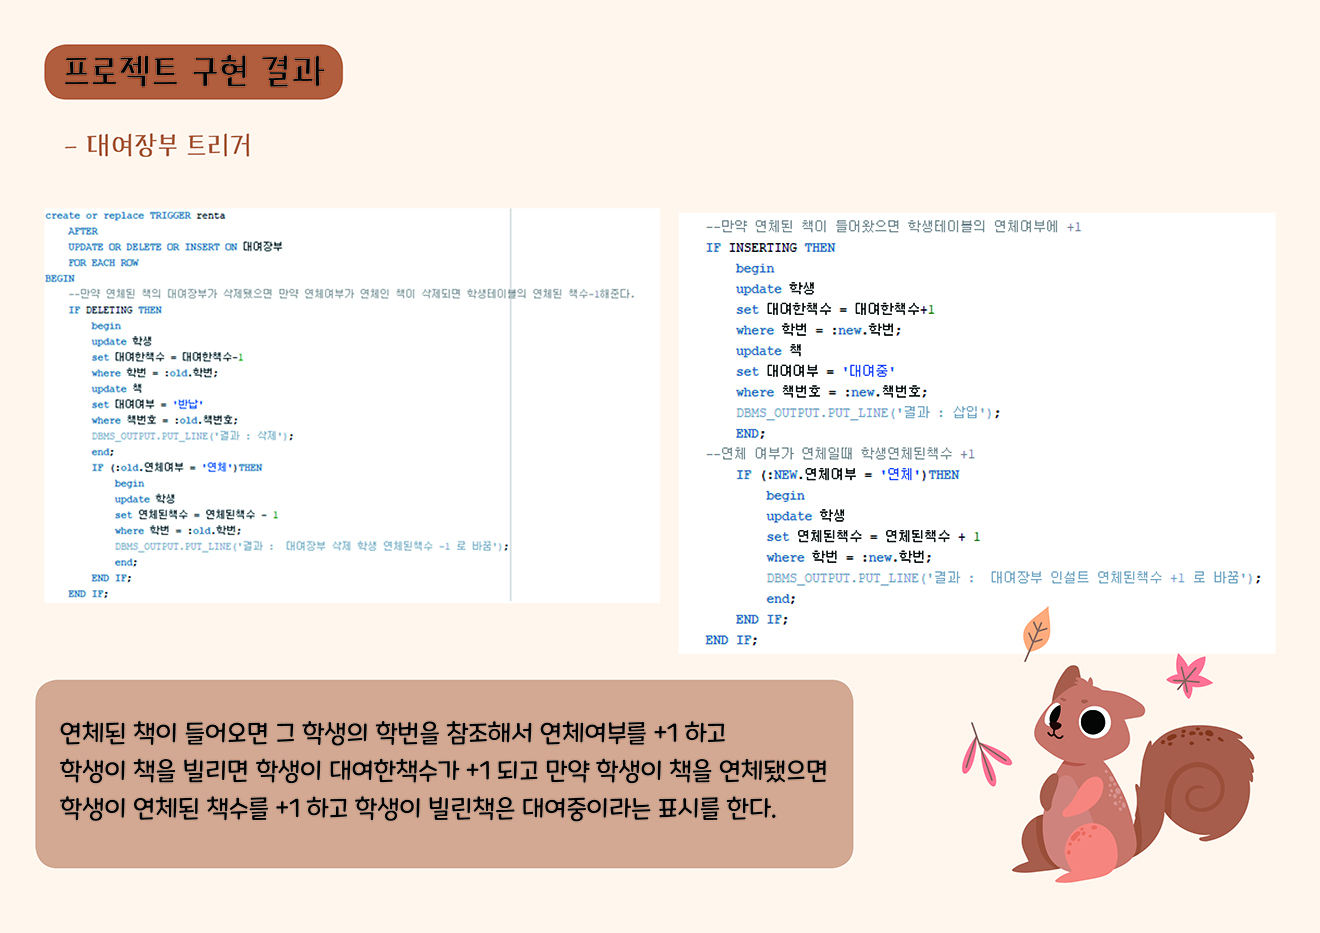 프로젝트 구현 결과
- 대여장부 트리거
create or replace TRIGGER renta
AFTER
UPDATE OR DELETE OR INSERT ON 대여장부
FOR EACH ROW
BEGIN
--만약 연체된 책의 대여장부가 삭제됐으면 만약 연체여부가 연체인 책이 삭제되면 학생테이블의 연체된 책수-1해준다.
IF DELETING THEN
begin
update 학생
set 대여한책수 = 대여한책수-1
where 학번 = :old.학번;
update 책
set 대여여부 = '반납'
where 책번호 = :old.책번호;
DBMS_OUTPUT.PUT_LINE('결과 : 삭제');
end;
IF (:old.연체여부 = '연체')THEN
begin
update 학생
set 연체된책수 = 연체된책수 - 1
where 학번 = :old.학번;
DBMS_OUTPUT.PUT_LINE('결과 :  대여장부 삭제 학생 연체된책수 -1 로 바꿈');
end;
END IF;
END IF;
--만약 연체된 책이 들어왔으면 학생테이블의 연체여부에 +1
IF INSERTING THEN
begin
update 학생
set 대여한책수 = 대여한책수+1
where 학번 = :new.학번;
update 책
set 대여여부 = '대여중'
where 책번호 = :new.책번호;
DBMS_OUTPUT.PUT_LINE('결과 : 삽입');
END;
--연체 여부가 연체일때 학생연체된책수 +1
IF (:NEW.연체여부 = '연체')THEN
begin
update 학생
set 연체된책수 = 연체된책수 + 1
where 학번 = :new.학번;
DBMS_OUTPUT.PUT_LINE('결과 :  대여장부 인설트 연체된책수 +1 로 바꿈');
end;
END IF;
END IF;
연체된 책이 들어오면 그 학생의 학번을 참조해서 연체여부를 +1 하고
학생이 책을 빌리면 학생이 대여한책수가 +1 되고 만약 학생이 책을 연체됐으면
학생이 연체된 책수를 +1 하고 학생이 빌린책은 대여중이라는 표시를 한다.